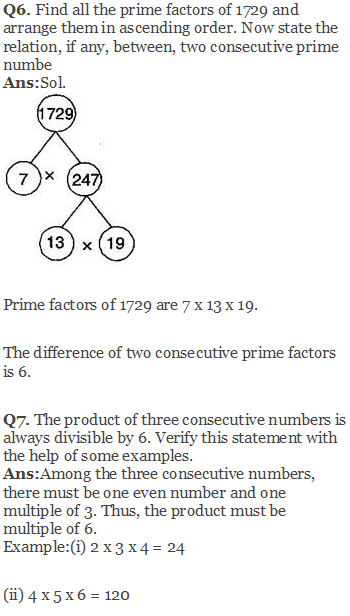 Q6. Find all the prime factors of 1729 and
arrange them in ascending order. Now state the
relation, if any, between, two consecutive prime
numbe
Ans:Sol.
1729
7 × 247
13 × 19
Prime factors of 1729 are 7 x 13 x 19.
The difference of two consecutive prime factors
is 6.
Q7. The product of three consecutive numbers is
always divisible by 6. Verify this statement with
the help of some examples.
Ans:Among the three consecutive numbers,
there must be one even number and one
multiple of 3. Thus, the product must be
multiple of 6.
Example:(i) 2 x 3 x 4 = 24
(ii) 4 x 5 x 6 = 120